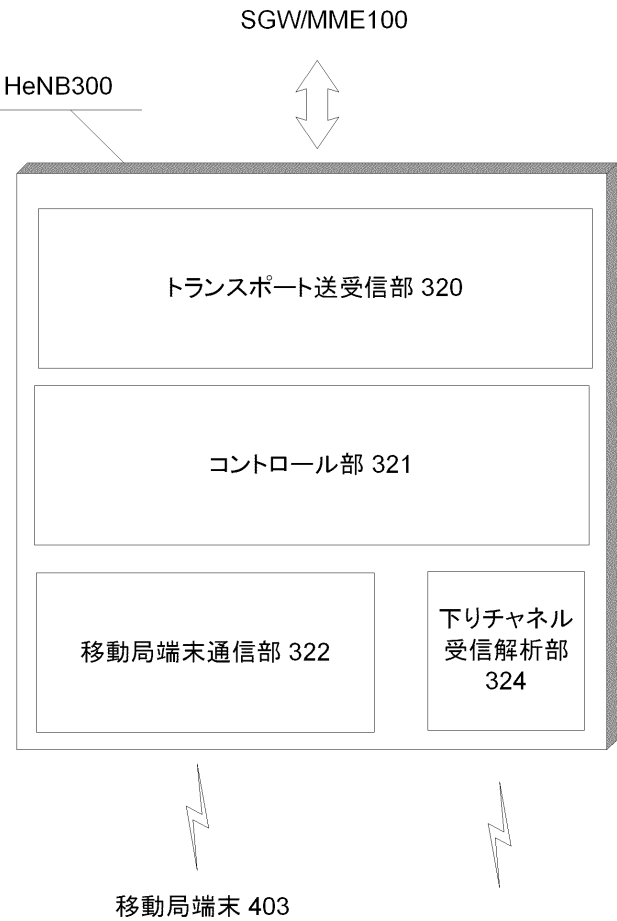 SGW/MME100
HeNB300
トランスポート送受信部 320
コントロール部 321
移動局端末通信部 322
下りチャネル
受信解析部
324
移動局端末 403